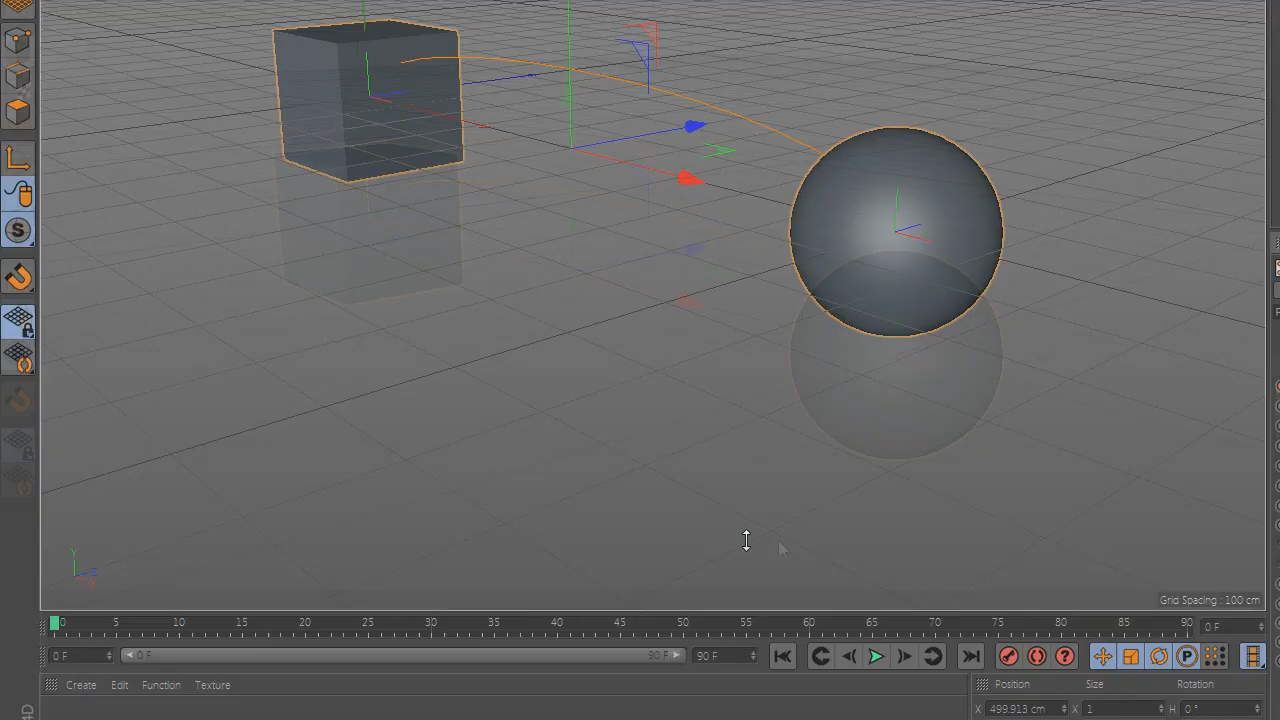 Y
Z
X
Grid Spacing : 100 cm
0 5 10 15 20 25 30 35 40 45 50 55 60 65 70 75 80 85 90
0 F
0 F
0 F
90 F
90 F
Create Edit Function Texture
Position Size Rotation
X 499.913 cm X 1 H 0 °
S
P
4D